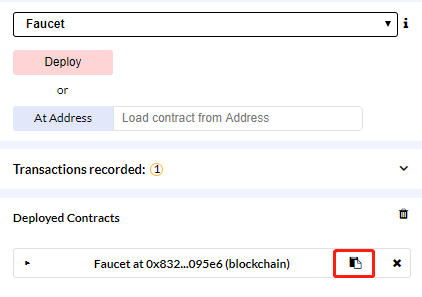 Faucet
Deploy
or
At Address Load contract from Address
Transactions recorded: 1
Deployed Contracts
Faucet at 0x832...095e6 (blockchain)